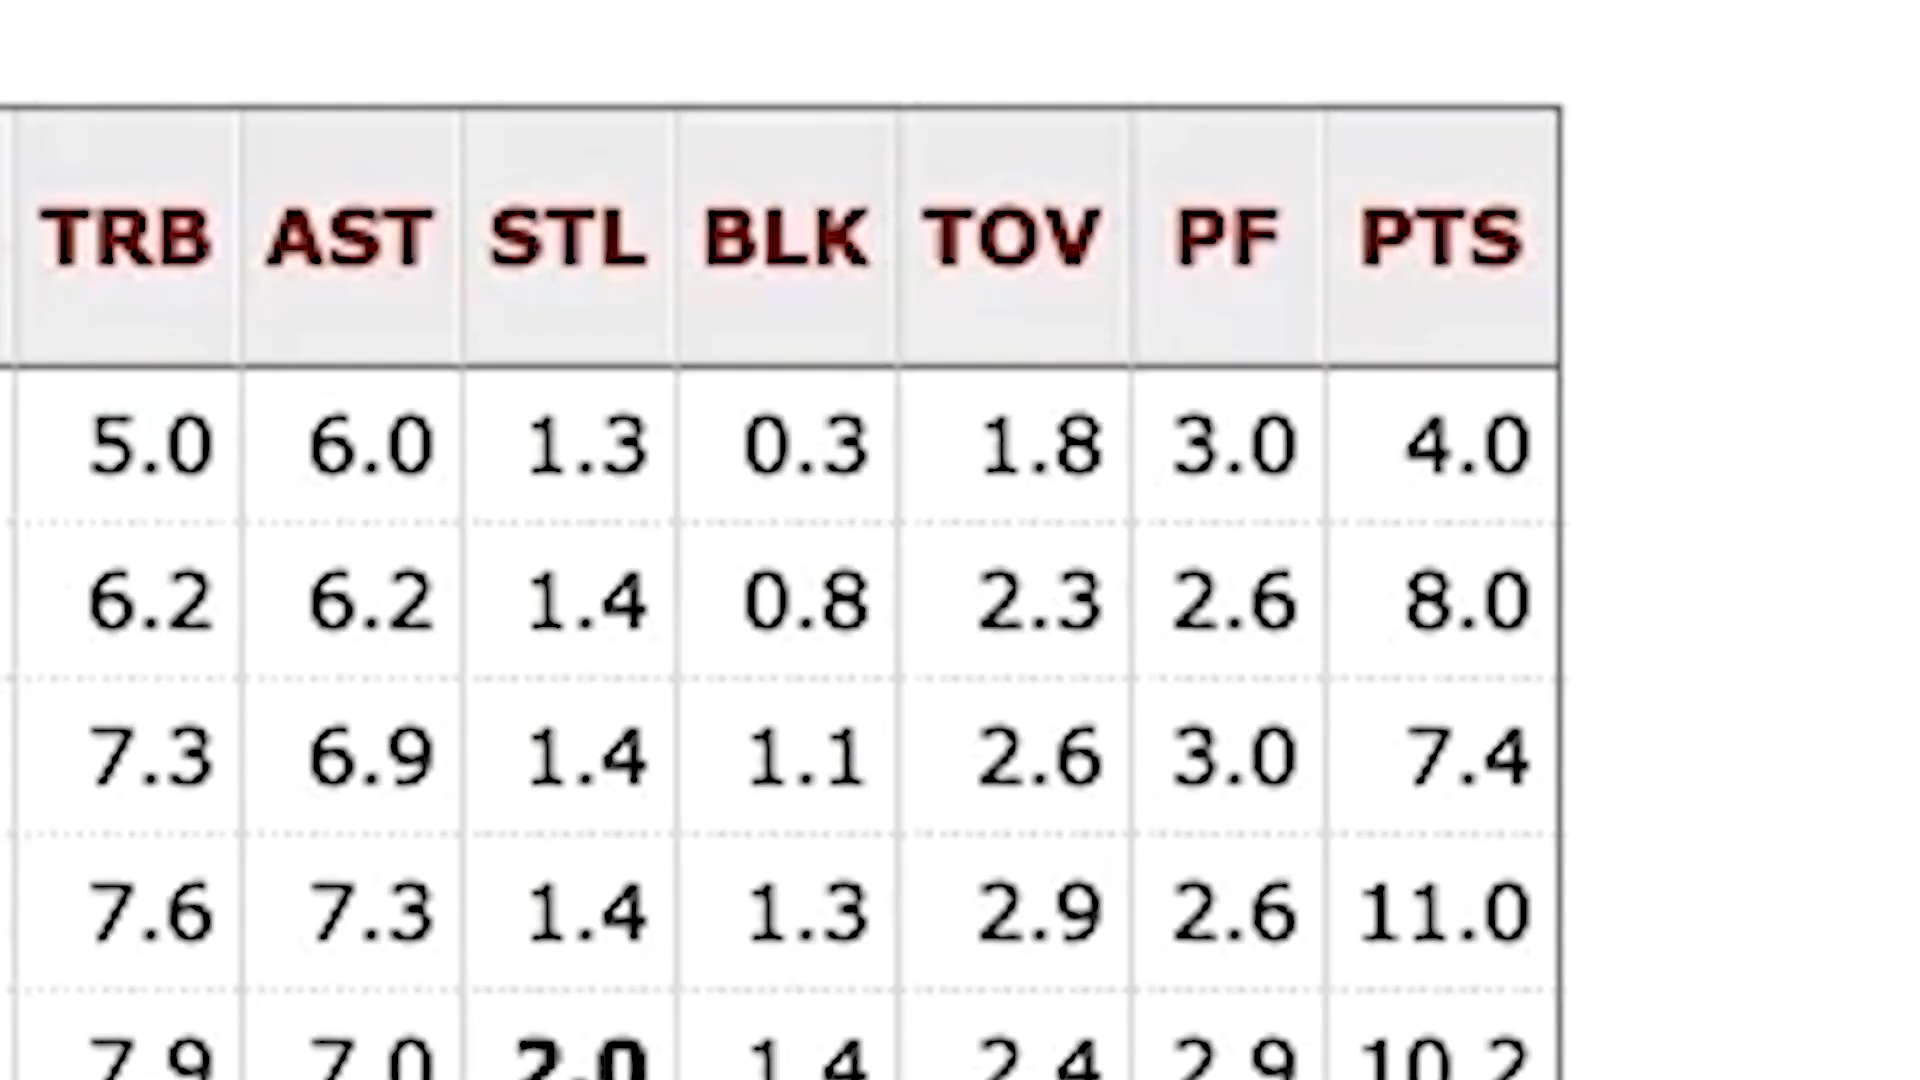 TRB AST STL BLK TOV PF PTS
5.0 6.0 1.3 0.3 1.8 3.0 4.0
6.2 6.2 1.4 0.8 2.3 2.6 8.0
7.3 6.9 1.4 1.1 2.6 3.0 7.4
7.6 7.3 1.4 1.3 2.9 2.6 11.0
7.9 7.0 2.0 1.4 2.4 2.9 10.2